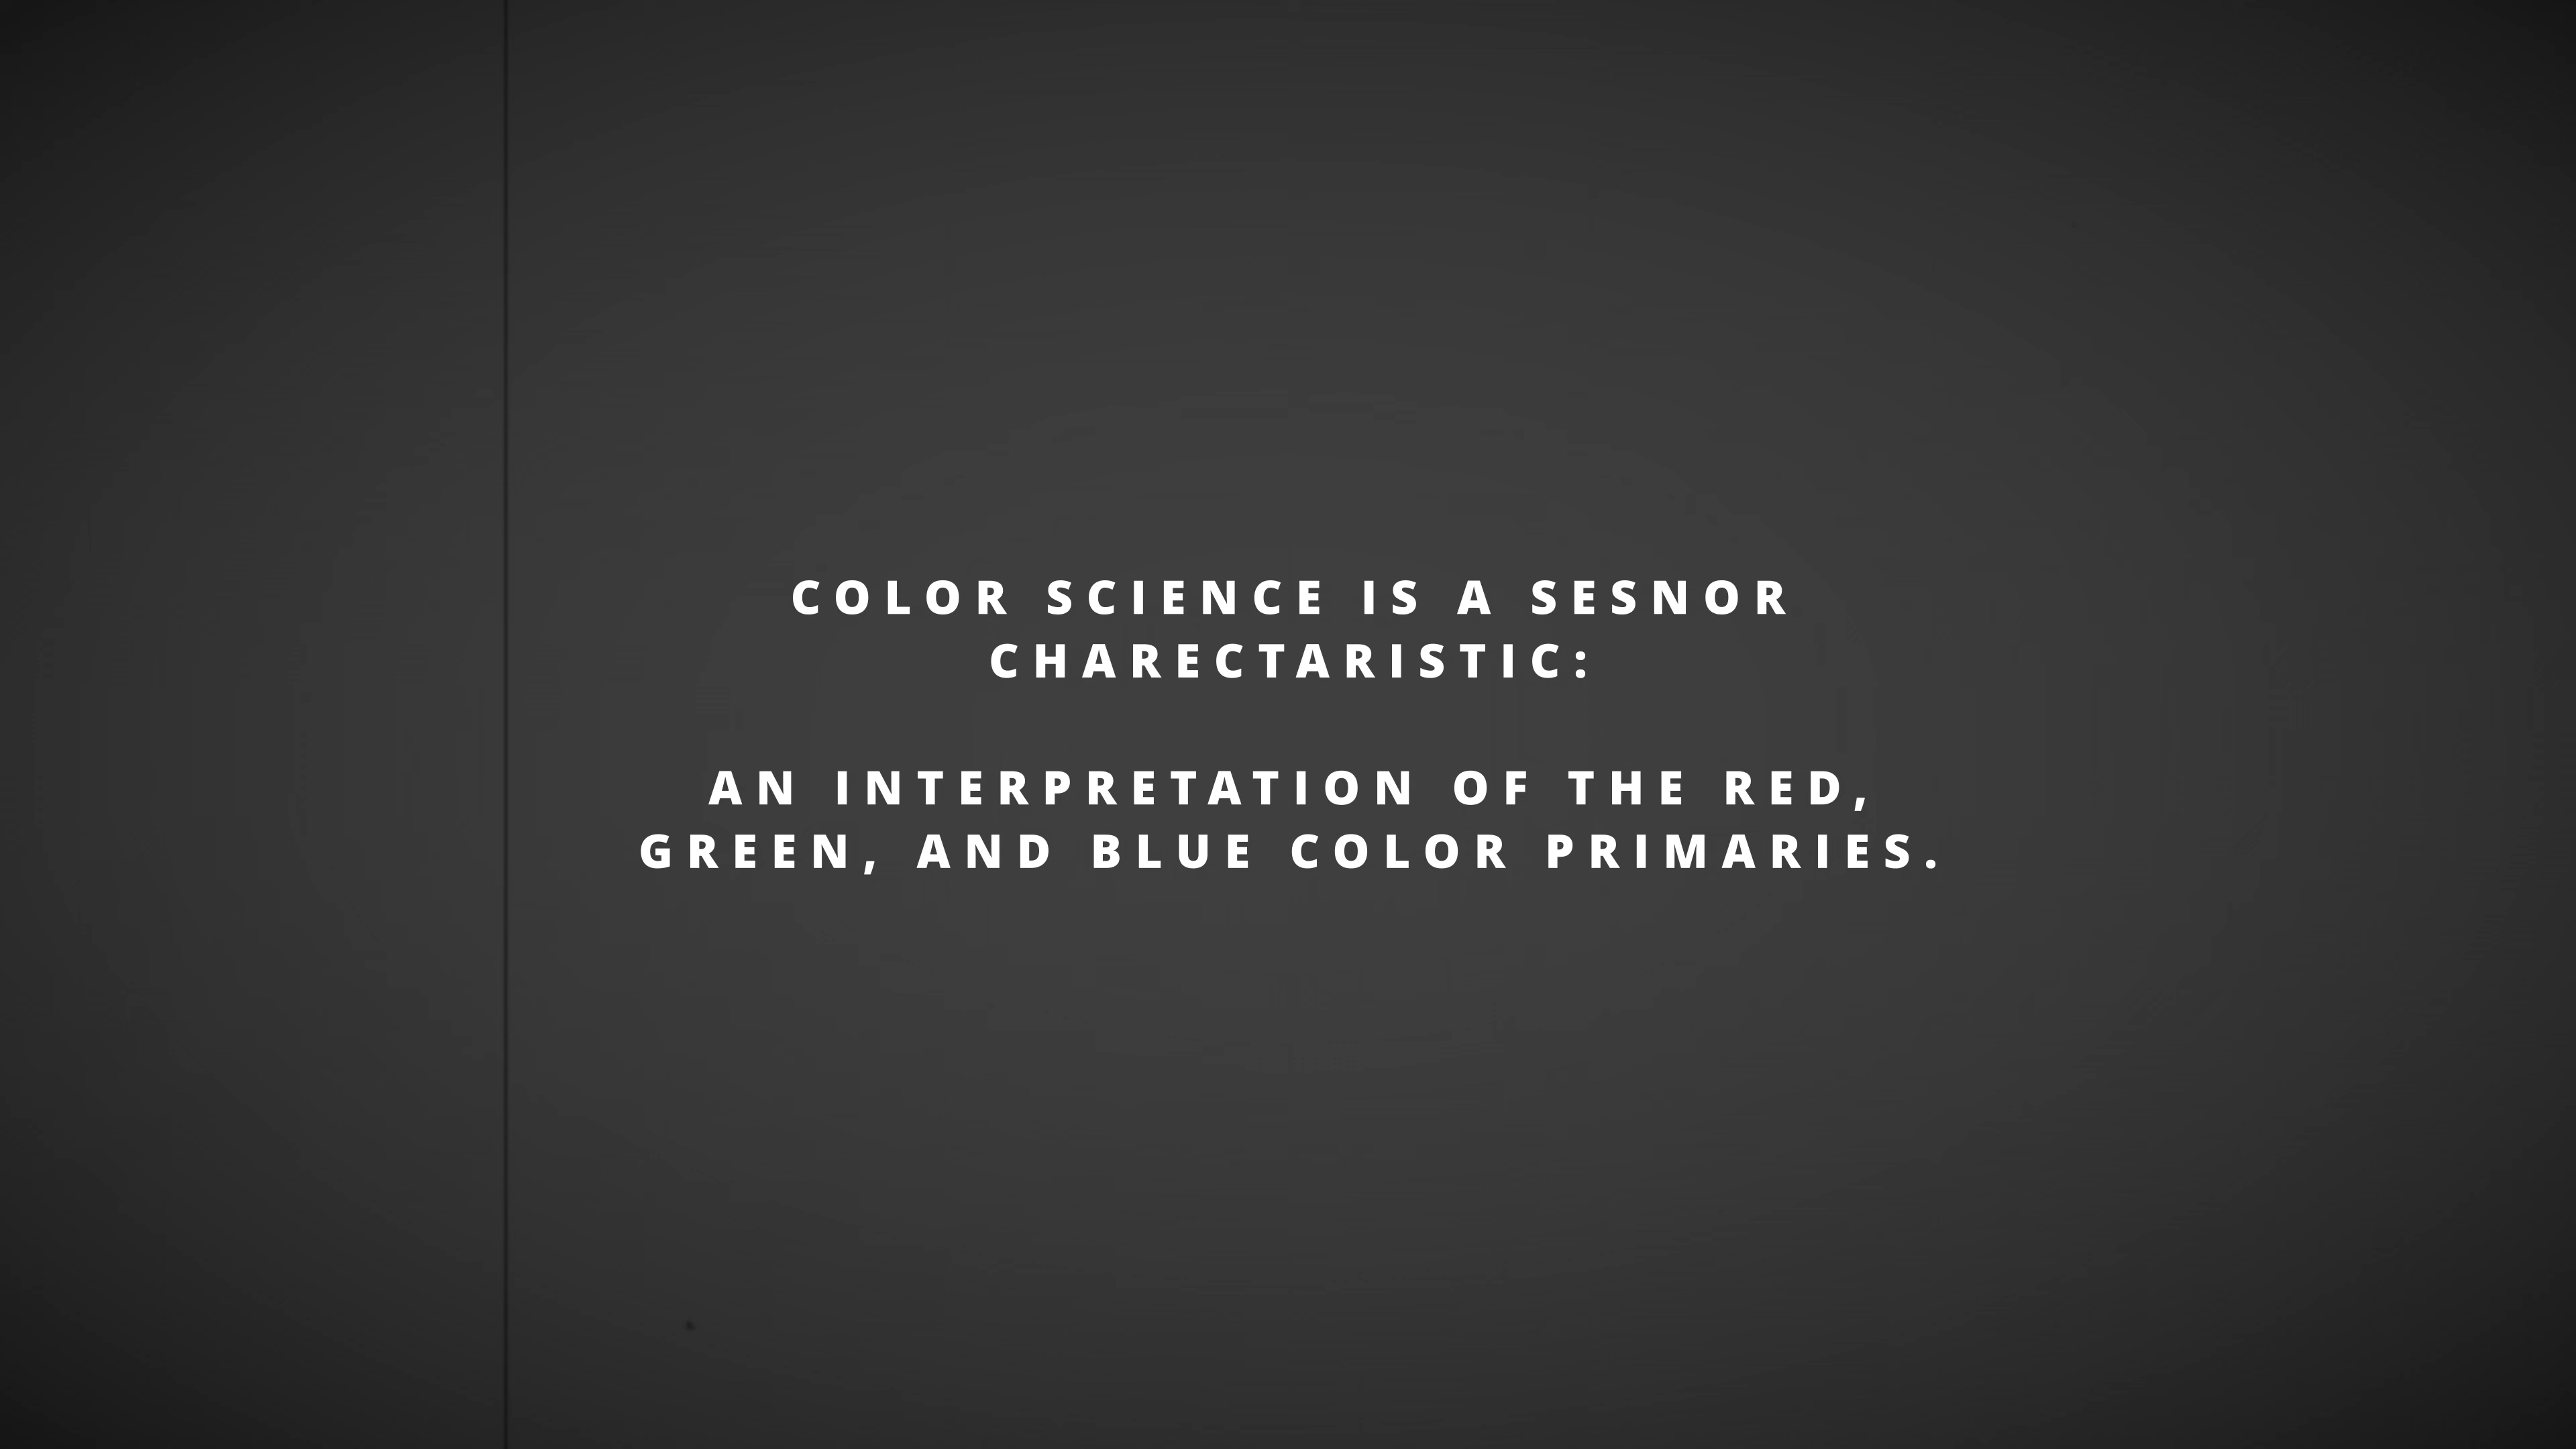 COLOR SCIENCE IS A SESNOR
CHARECTARISTIC:
AN INTERPRETATION OF THE RED,
GREEN, AND BLUE COLOR PRIMARIES.